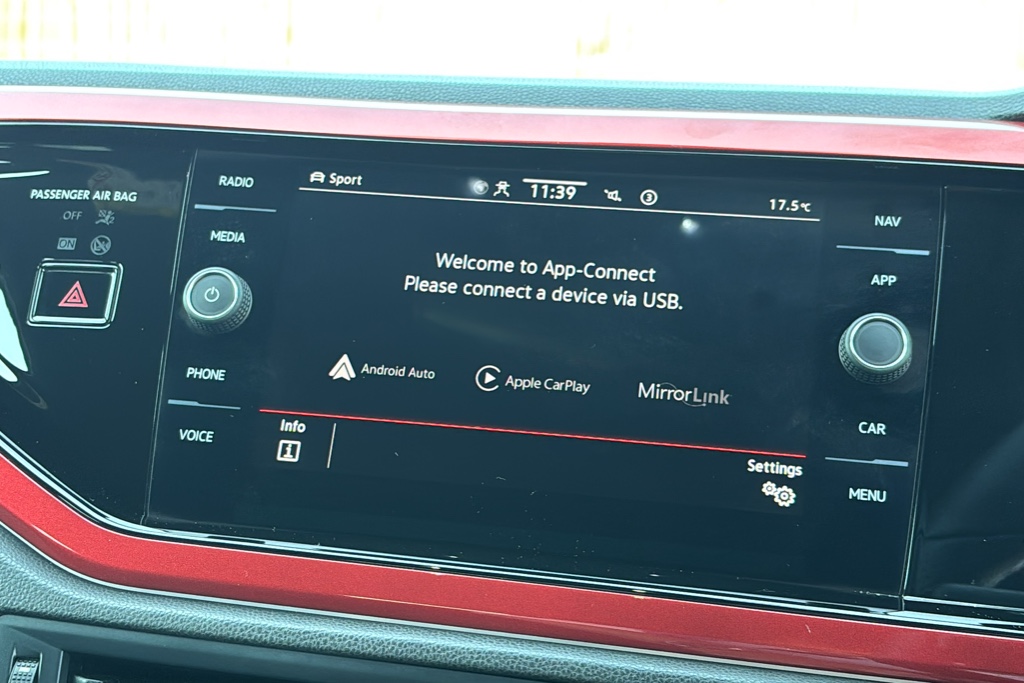 PASSENGER AIR BAG
OFF
ON
RADIO
MEDIA
PHONE
VOICE
Sport
11:39
3
17.5°C
Welcome to App-Connect
Please connect a device via USB.
Android Auto
Apple CarPlay
MirrorLink
Info
i
Settings
NAV
APP
CAR
MENU